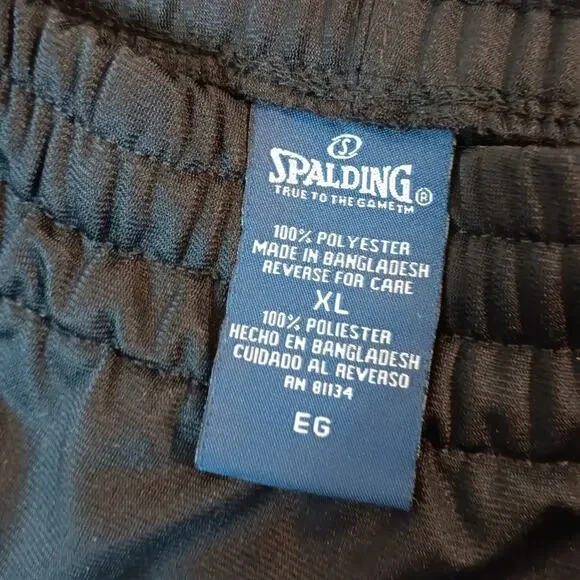 S
SPALDING®
TRUE TO THE GAME™
100% POLYESTER
MADE IN BANGLADESH
REVERSE FOR CARE
XL
100% POLIESTER
HECHO EN BANGLADESH
CUIDADO AL REVERSO
RN 81134
EG